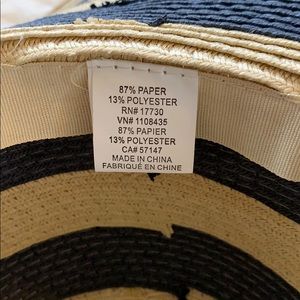 87% PAPER
13% POLYESTER
RN# 17730
VN# 1108435
87% PAPIER
13% POLYESTER
CA# 57147
MADE IN CHINA
FABRIQUÉ EN CHINE